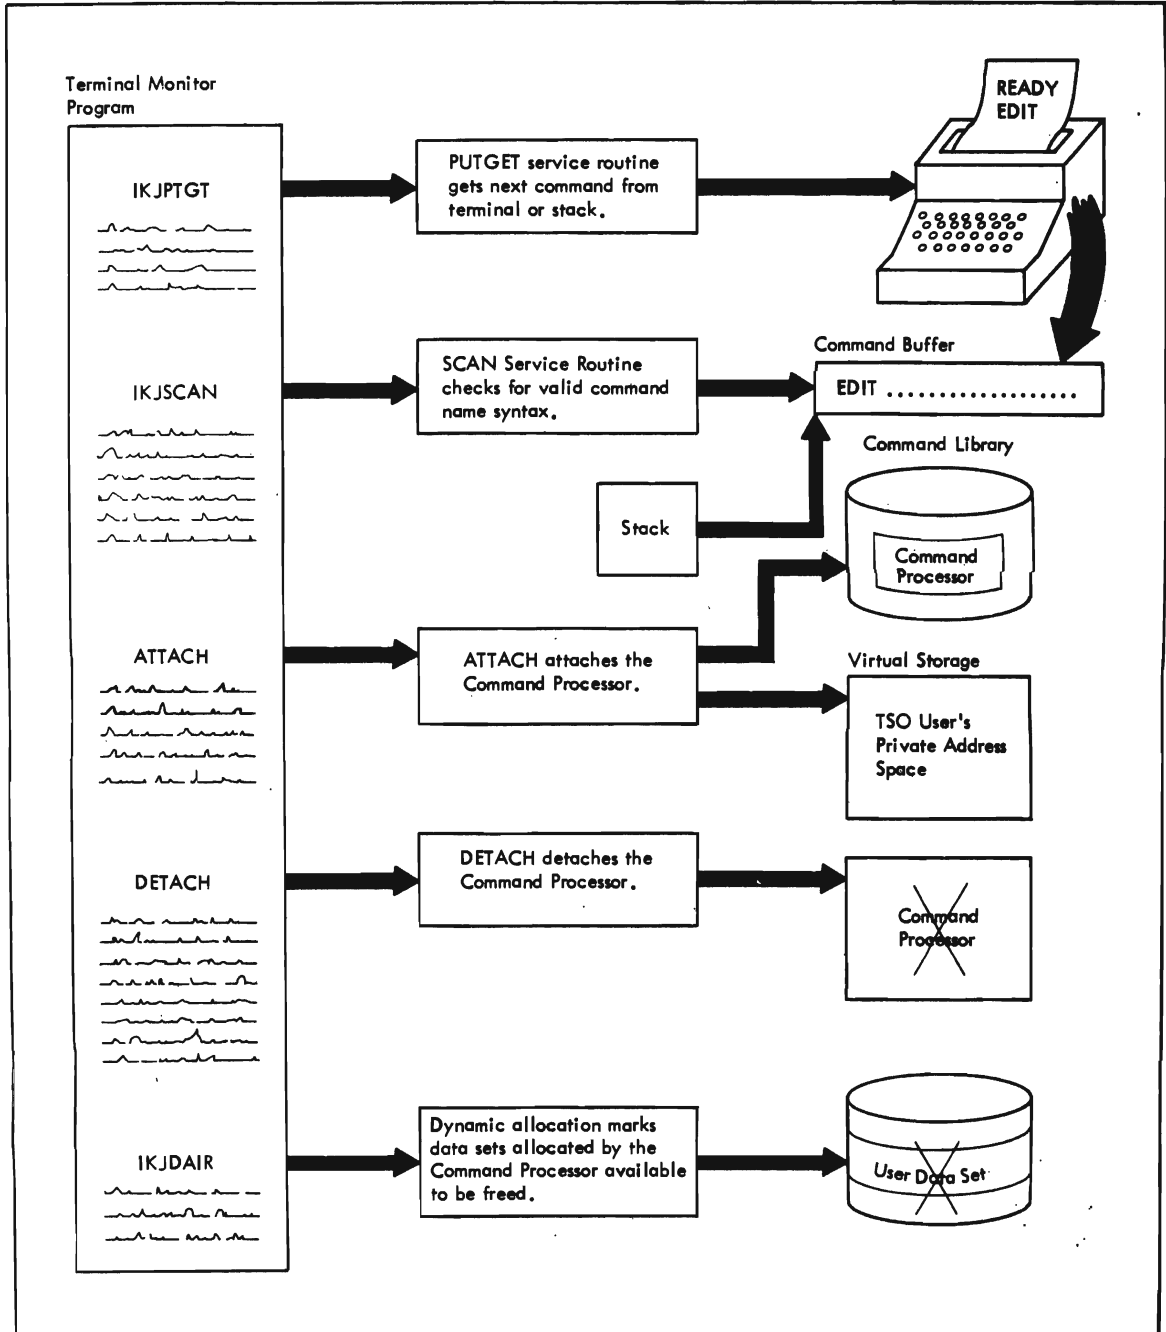 Terminal Monitor
Program
READY
EDIT
IKJPTGT
PUTGET service routine
gets next command from
terminal or stack.
Command Buffer
IKJSCAN
SCAN Service Routine
checks for valid command
name syntax.
EDIT ...................
Command Library
Stack
Command
Processor
ATTACH
ATTACH attaches the
Command Processor.
Virtual Storage
TSO User's
Private Address
Space
DETACH
DETACH detaches the
Command Processor.
Command
Processor
IKJDAIR
Dynamic allocation marks
data sets allocated by the
Command Processor available
to be freed.
User Data Set